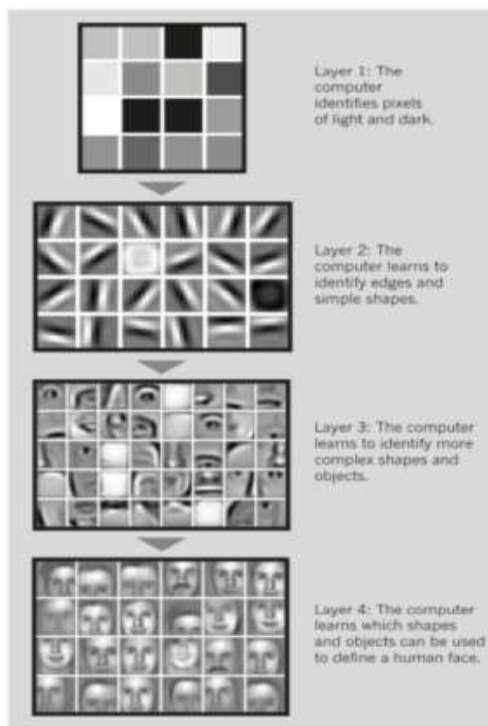 Layer 1: The
computer
identifies pixels
of light and dark.
Layer 2: The
computer learns to
identify edges and
simple shapes.
Layer 3: The computer
learns to identify more
complex shapes and
objects.
Layer 4: The computer
learns which shapes
and objects can be used
to define a human face.